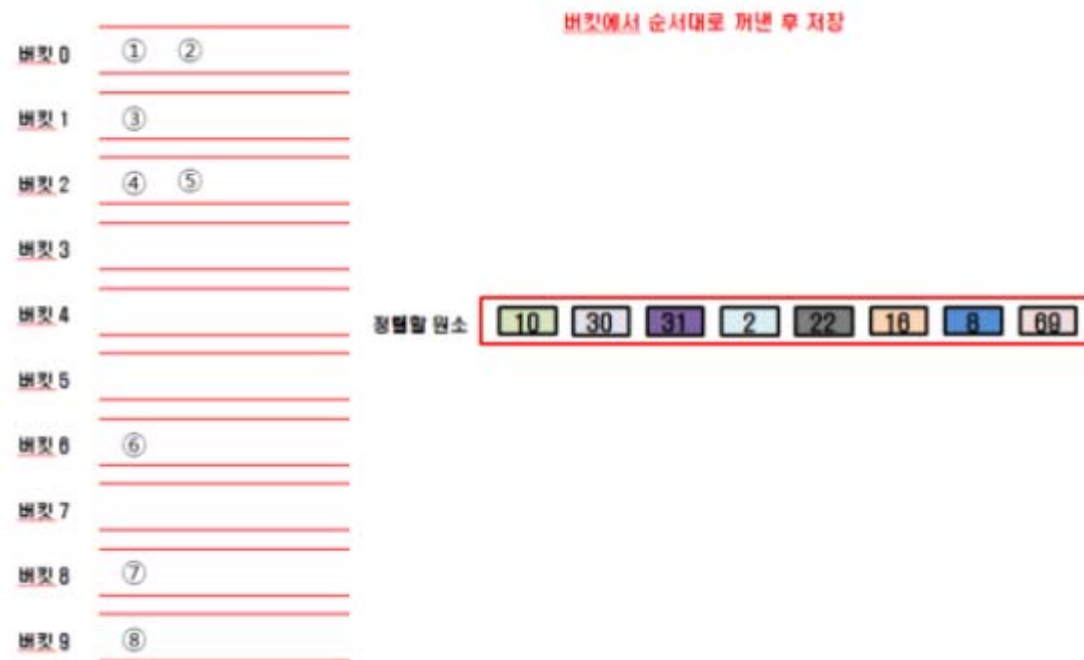 버킷에서 순서대로 꺼낸 후 저장
버킷 0 ① ②
버킷 1 ③
버킷 2 ④ ⑤
버킷 3
버킷 4
정렬할 원소 10 30 31 2 22 16 8 69
버킷 5
버킷 6 ⑥
버킷 7
버킷 8 ⑦
버킷 9 ⑧